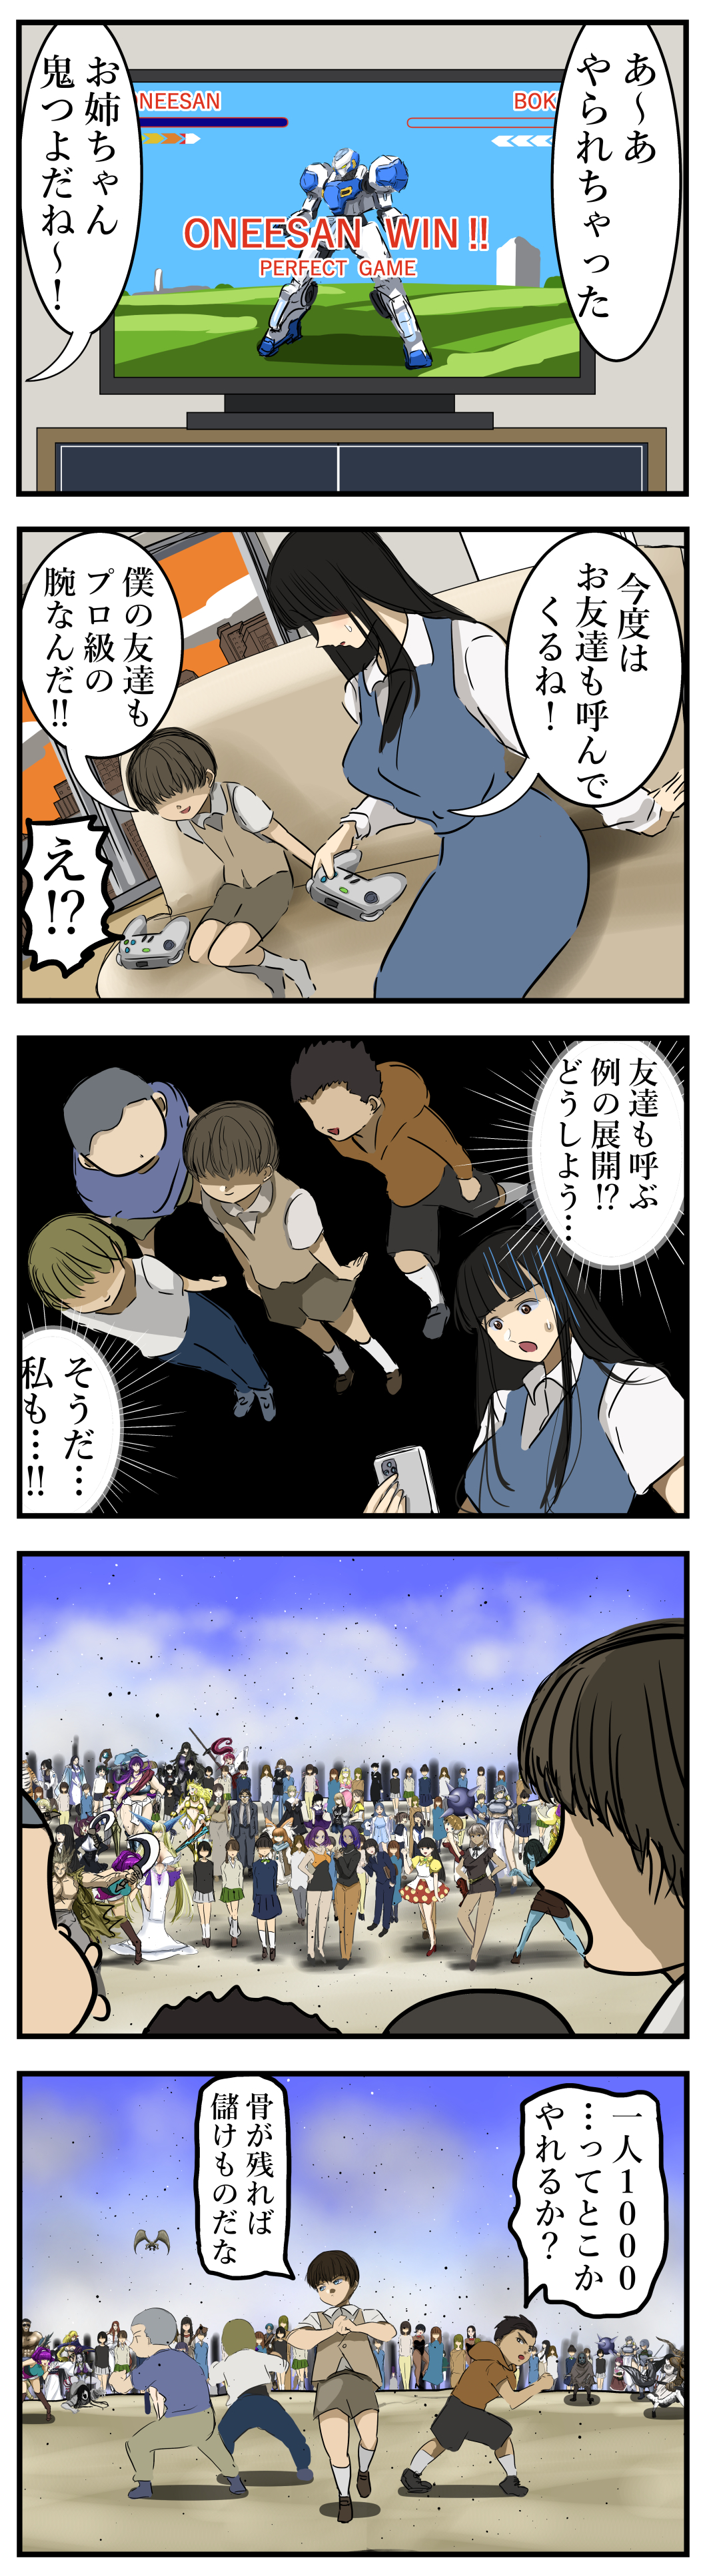 あ〜あ
やられちゃった
お姉ちゃん
鬼つよだね〜!
ONEESAN
BOK
ONEESAN WIN!!
PERFECT GAME
今度は
お友達も呼んで
くるね!
僕の友達も
プロ級の
腕なんだ!!
え!?
友達も呼ぶ
例の展開!?
どうしよう…
そうだ…
私も…!!
一人1000
…ってとこか
やれるか?
骨が残れば
儲けものだな